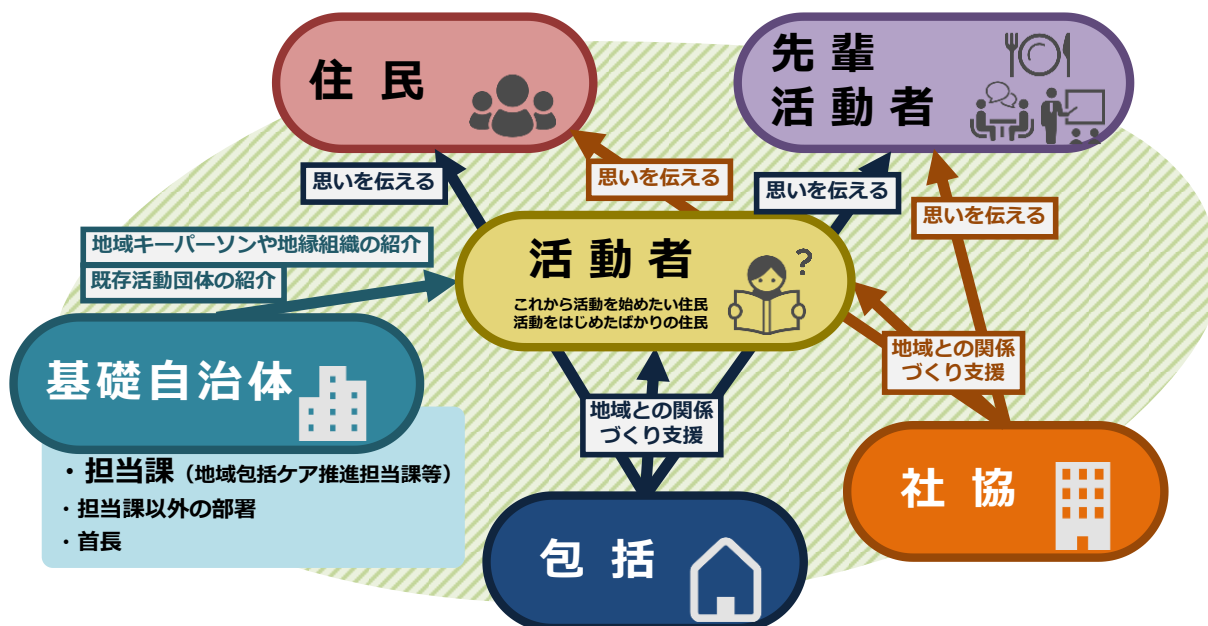 住民
先輩
活動者
思いを伝える
思いを伝える
思いを伝える
思いを伝える
地域キーパーソンや地縁組織の紹介
既存活動団体の紹介
活動者
?
これから活動を始めたい住民
活動をはじめたばかりの住民
基礎自治体
地域との関係
づくり支援
地域との関係
づくり支援
・担当課（地域包括ケア推進担当課等）
・担当課以外の部署
・首長
社協
包括